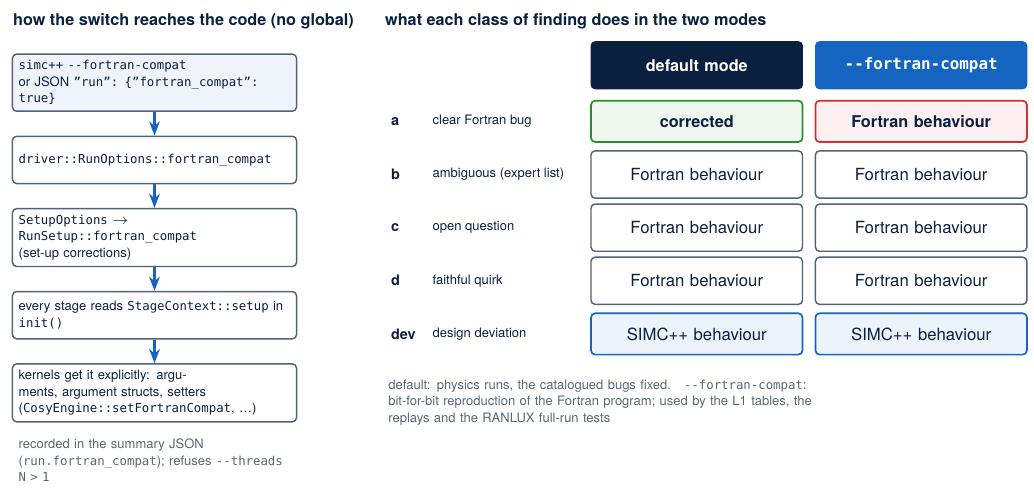 how the switch reaches the code (no global)
simc++ --fortran-compat
or JSON ”run”: {”fortran_compat”:
true}
driver::RunOptions::fortran_compat
SetupOptions →
RunSetup::fortran_compat
(set-up corrections)
every stage reads StageContext::setup in
init()
kernels get it explicitly: argu-
ments, argument structs, setters
(CosyEngine::setFortranCompat, …)
recorded in the summary JSON
(run.fortran_compat); refuses --threads
N > 1
what each class of finding does in the two modes
default mode --fortran-compat
a clear Fortran bug corrected Fortran behaviour
b ambiguous (expert list) Fortran behaviour Fortran behaviour
c open question Fortran behaviour Fortran behaviour
d faithful quirk Fortran behaviour Fortran behaviour
dev design deviation SIMC++ behaviour SIMC++ behaviour
default: physics runs, the catalogued bugs fixed. --fortran-compat:
bit-for-bit reproduction of the Fortran program; used by the L1 tables, the
replays and the RANLUX full-run tests